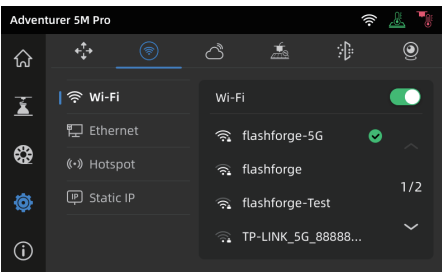 Adventurer 5M Pro
Wi-Fi
Ethernet
Hotspot
IP Static IP
Wi-Fi
flashforge-5G
flashforge
flashforge-Test
TP-LINK_5G_88888...
1/2